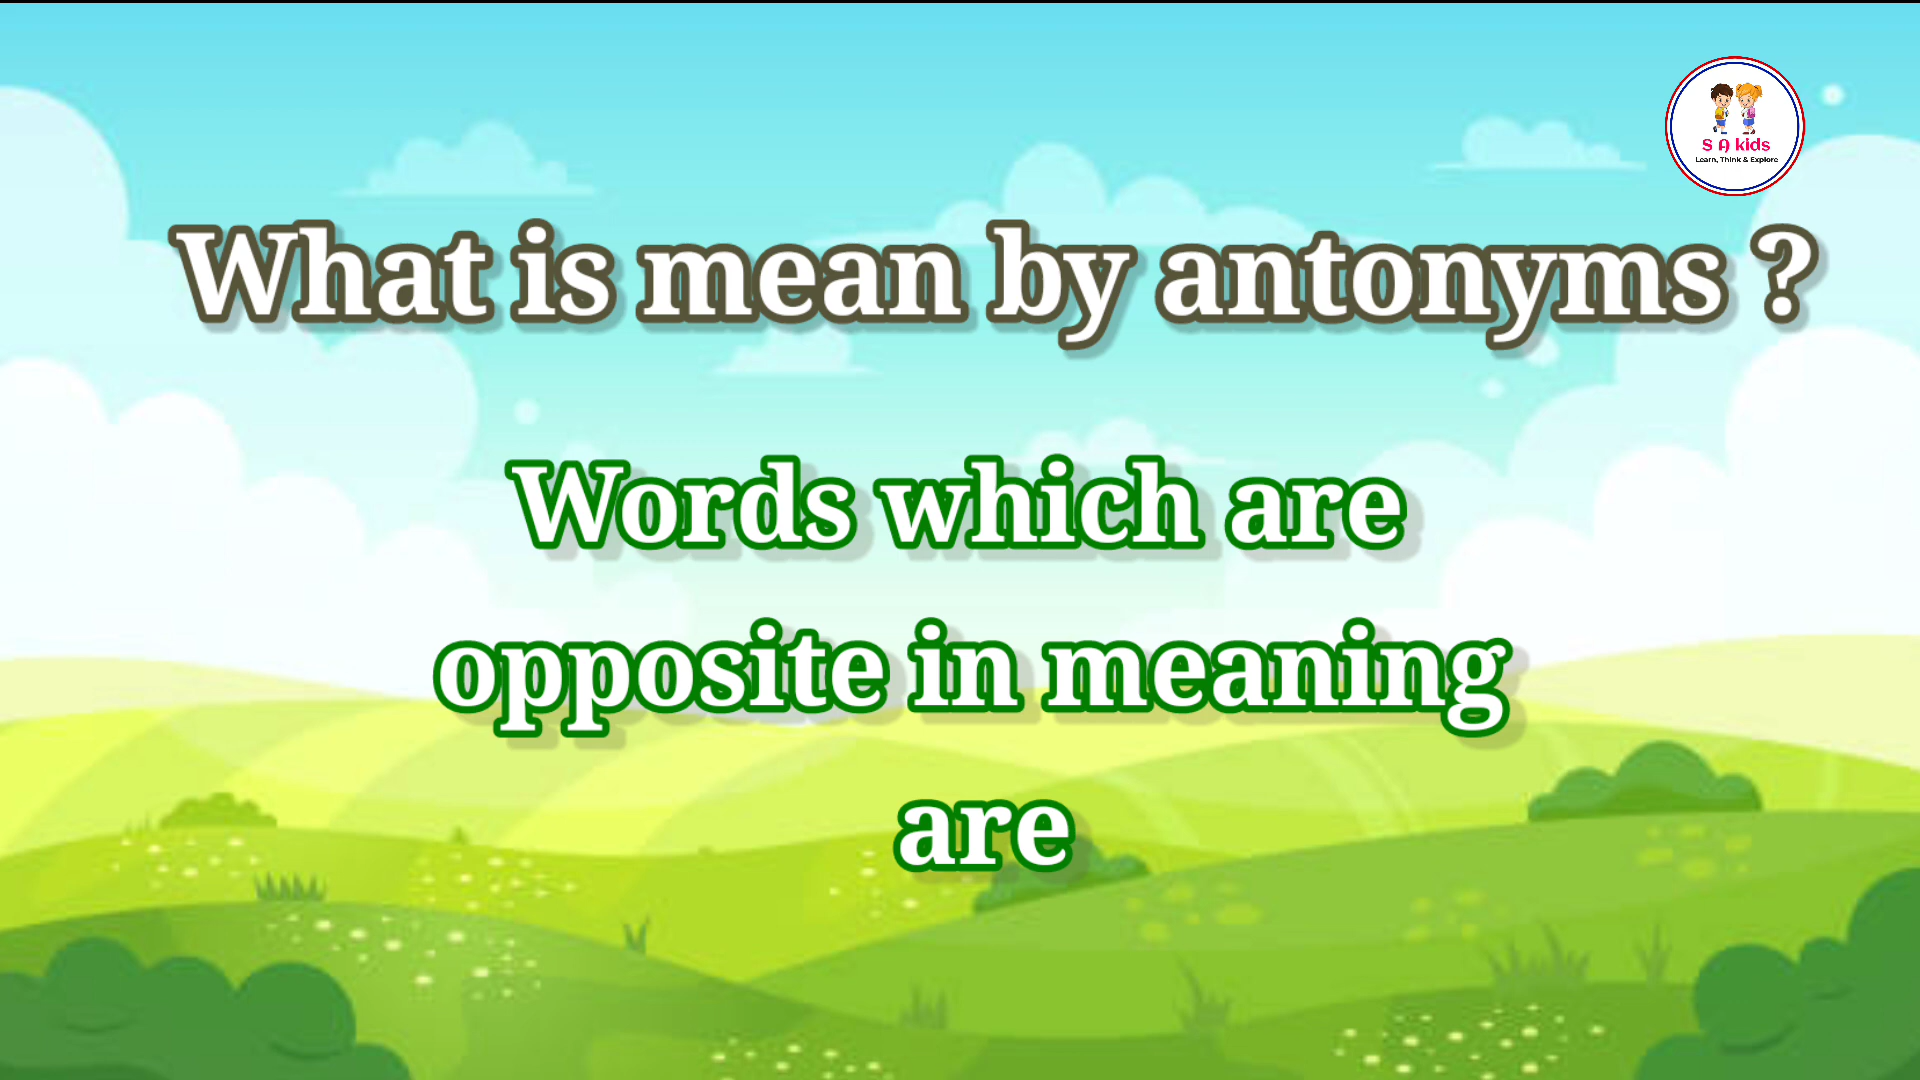 S A kids
Learn, Think & Explore
What is mean by antonyms ?
Words which are
opposite in meaning
are